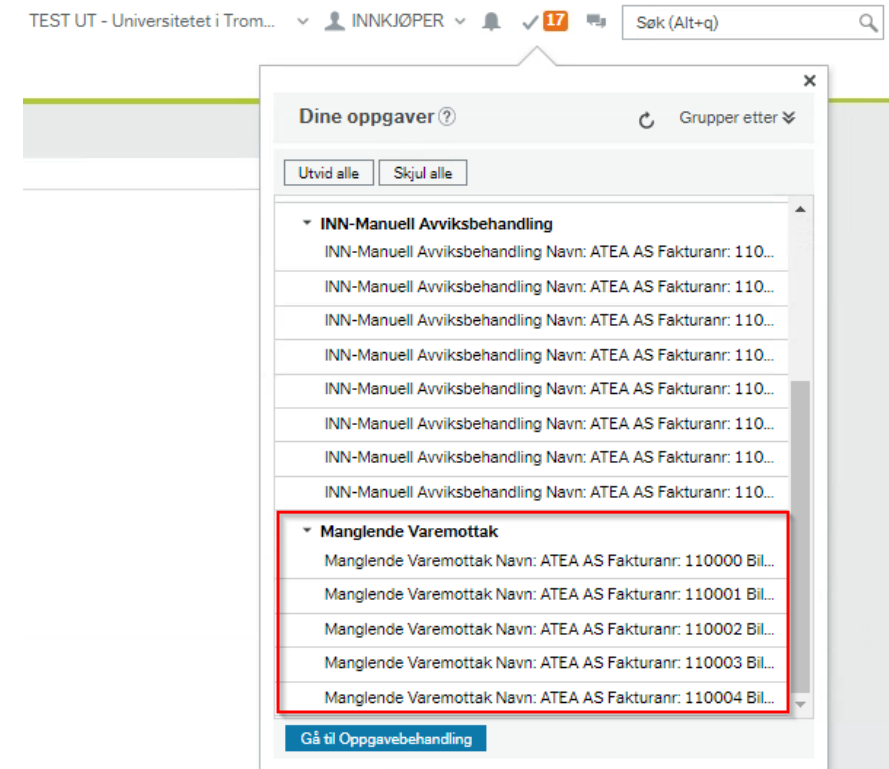 TEST UT - Universitetet i Trom... INNKJØPER 17 Søk (Alt+q)
×
Dine oppgaver ? Grupper etter
Utvid alle Skjul alle
INN-Manuell Avviksbehandling
INN-Manuell Avviksbehandling Navn: ATEA AS Fakturanr: 110...
INN-Manuell Avviksbehandling Navn: ATEA AS Fakturanr: 110...
INN-Manuell Avviksbehandling Navn: ATEA AS Fakturanr: 110...
INN-Manuell Avviksbehandling Navn: ATEA AS Fakturanr: 110...
INN-Manuell Avviksbehandling Navn: ATEA AS Fakturanr: 110...
INN-Manuell Avviksbehandling Navn: ATEA AS Fakturanr: 110...
INN-Manuell Avviksbehandling Navn: ATEA AS Fakturanr: 110...
INN-Manuell Avviksbehandling Navn: ATEA AS Fakturanr: 110...
Manglende Varemottak
Manglende Varemottak Navn: ATEA AS Fakturanr: 110000 Bil...
Manglende Varemottak Navn: ATEA AS Fakturanr: 110001 Bil...
Manglende Varemottak Navn: ATEA AS Fakturanr: 110002 Bil...
Manglende Varemottak Navn: ATEA AS Fakturanr: 110003 Bil...
Manglende Varemottak Navn: ATEA AS Fakturanr: 110004 Bil...
Gå til Oppgavebehandling